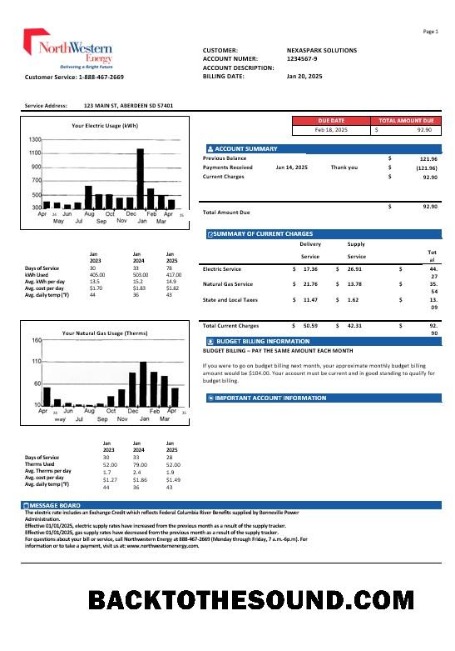 Page 1
NorthWestern
Energy
Delivering a Bright Future
Customer Service: 1-888-467-2669
CUSTOMER: NEXASPARK SOLUTIONS
ACCOUNT NUMER: 1234567-9
ACCOUNT DESCRIPTION:
BILLING DATE: Jan 20, 2025
Service Address: 123 MAIN ST, ABERDEEN SD 57401
DUE DATE TOTAL AMOUNT DUE
Feb 18, 2025 $ 92.90
Your Electric Usage (kWh)
1300
1100
900
700
500
300
Apr Jul Jun Aug Oct Dec Feb Apr
May Jul Sep Nov Jan May
ACCOUNT SUMMARY
Previous Balance $ 121.96
Payments Received Jun 14, 2025 Thank you $ (121.96)
Current Charges $ 92.90
Total Amount Due $ 92.90
SUMMARY OF CURRENT CHARGES
Delivery Supply
Service Service Tot
al
Electric Service $ 17.36 $ 26.91 $ 44.
27
Natural Gas Service $ 21.76 $ 13.78 $ 35.
54
State and Local Taxes $ 11.47 $ 1.62 $ 13.
09
Total Current Charges $ 50.59 $ 42.31 $ 92.
90
Jan Jan Jan
2023 2024 2025
Days of Service 30 33
kWh Used 405.00 503.00 417.00
Avg. kWh per day 13.5 15.2 14.9
Avg. cost per day $1.70 $1.83 $1.82
Avg. daily temp (°F) 44 36 43
BUDGET BILLING INFORMATION
BUDGET BILLING – PAY THE SAME AMOUNT EACH MONTH
If you were to go on budget billing next month, your approximate monthly budget billing
amount would be $104.00. Your account must be current and in good standing to qualify for
budget billing.
IMPORTANT ACCOUNT INFORMATION
Your Natural Gas Usage (Therms)
160
110
60
10
Apr Jun Aug Oct Dec Feb Apr
May Jul Sep Nov Jan May
Jan Jan Jan
2023 2024 2025
Days of Service 30 33 28
Therms Used 52.00 79.00 52.00
Avg. Therms per day 1.7 2.4 1.9
Avg. cost per day $1.27 $1.86 $1.49
Avg. daily temp (°F) 44 36 43
MESSAGE BOARD
The electric rate includes an Exchange Credit which reflects Federal Columbia River Benefits supplied by Bonneville Power
Administration.
Effective 01/01/2025, electric supply rates have increased from the previous month as a result of the supply tracker.
Effective 01/01/2025, gas supply rates have decreased from the previous month as a result of the supply tracker.
For questions about your bill or service, call Northwestern Energy at 888-467-2669 (Monday through Friday, 7 a.m.-6p.m). For
information or to take a payment, visit us at: www.northwesternenergy.com.
BACKTOTHESOUND.COM